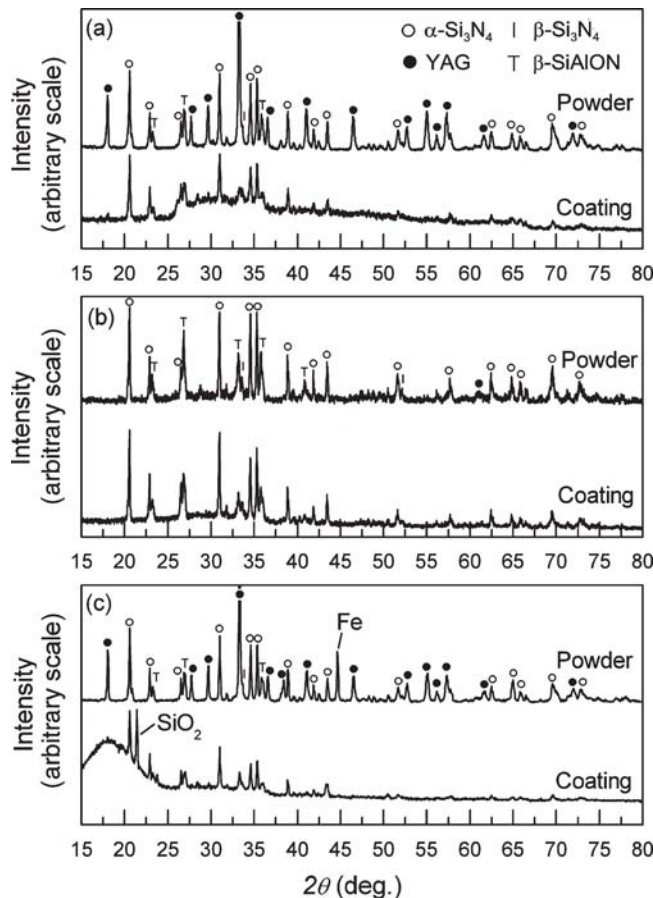 (a)
○ α-Si₃N₄ | β-Si₃N₄
● YAG T β-SiAlON
Powder
Coating
Intensity
(arbitrary scale)
T T T
15 20 25 30 35 40 45 50 55 60 65 70 75 80
(b)
Powder
Coating
Intensity
(arbitrary scale)
T T T T T
15 20 25 30 35 40 45 50 55 60 65 70 75 80
(c)
Fe
Powder
SiO₂
Coating
Intensity
(arbitrary scale)
T T T
15 20 25 30 35 40 45 50 55 60 65 70 75 80
2θ (deg.)